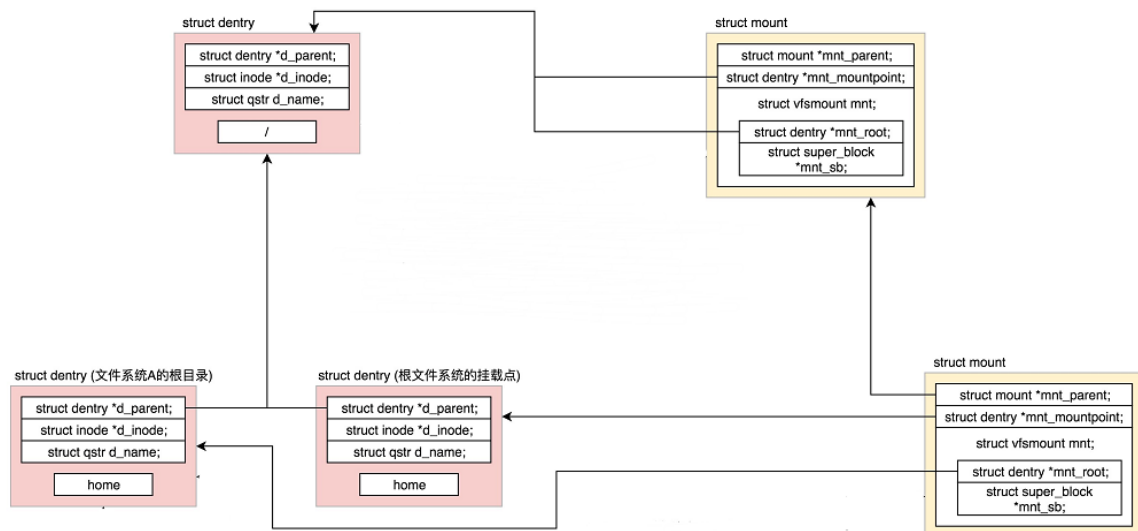 struct dentry
struct dentry *d_parent;
struct inode *d_inode;
struct qstr d_name;
/
struct mount
struct mount *mnt_parent;
struct dentry *mnt_mountpoint;
struct vfsmount mnt;
struct dentry *mnt_root;
struct super_block
*mnt_sb;
struct dentry (文件系统A的根目录)
struct dentry *d_parent;
struct inode *d_inode;
struct qstr d_name;
home
struct dentry (根文件系统的挂载点)
struct dentry *d_parent;
struct inode *d_inode;
struct qstr d_name;
home
struct mount
struct mount *mnt_parent;
struct dentry *mnt_mountpoint;
struct vfsmount mnt;
struct dentry *mnt_root;
struct super_block
*mnt_sb;